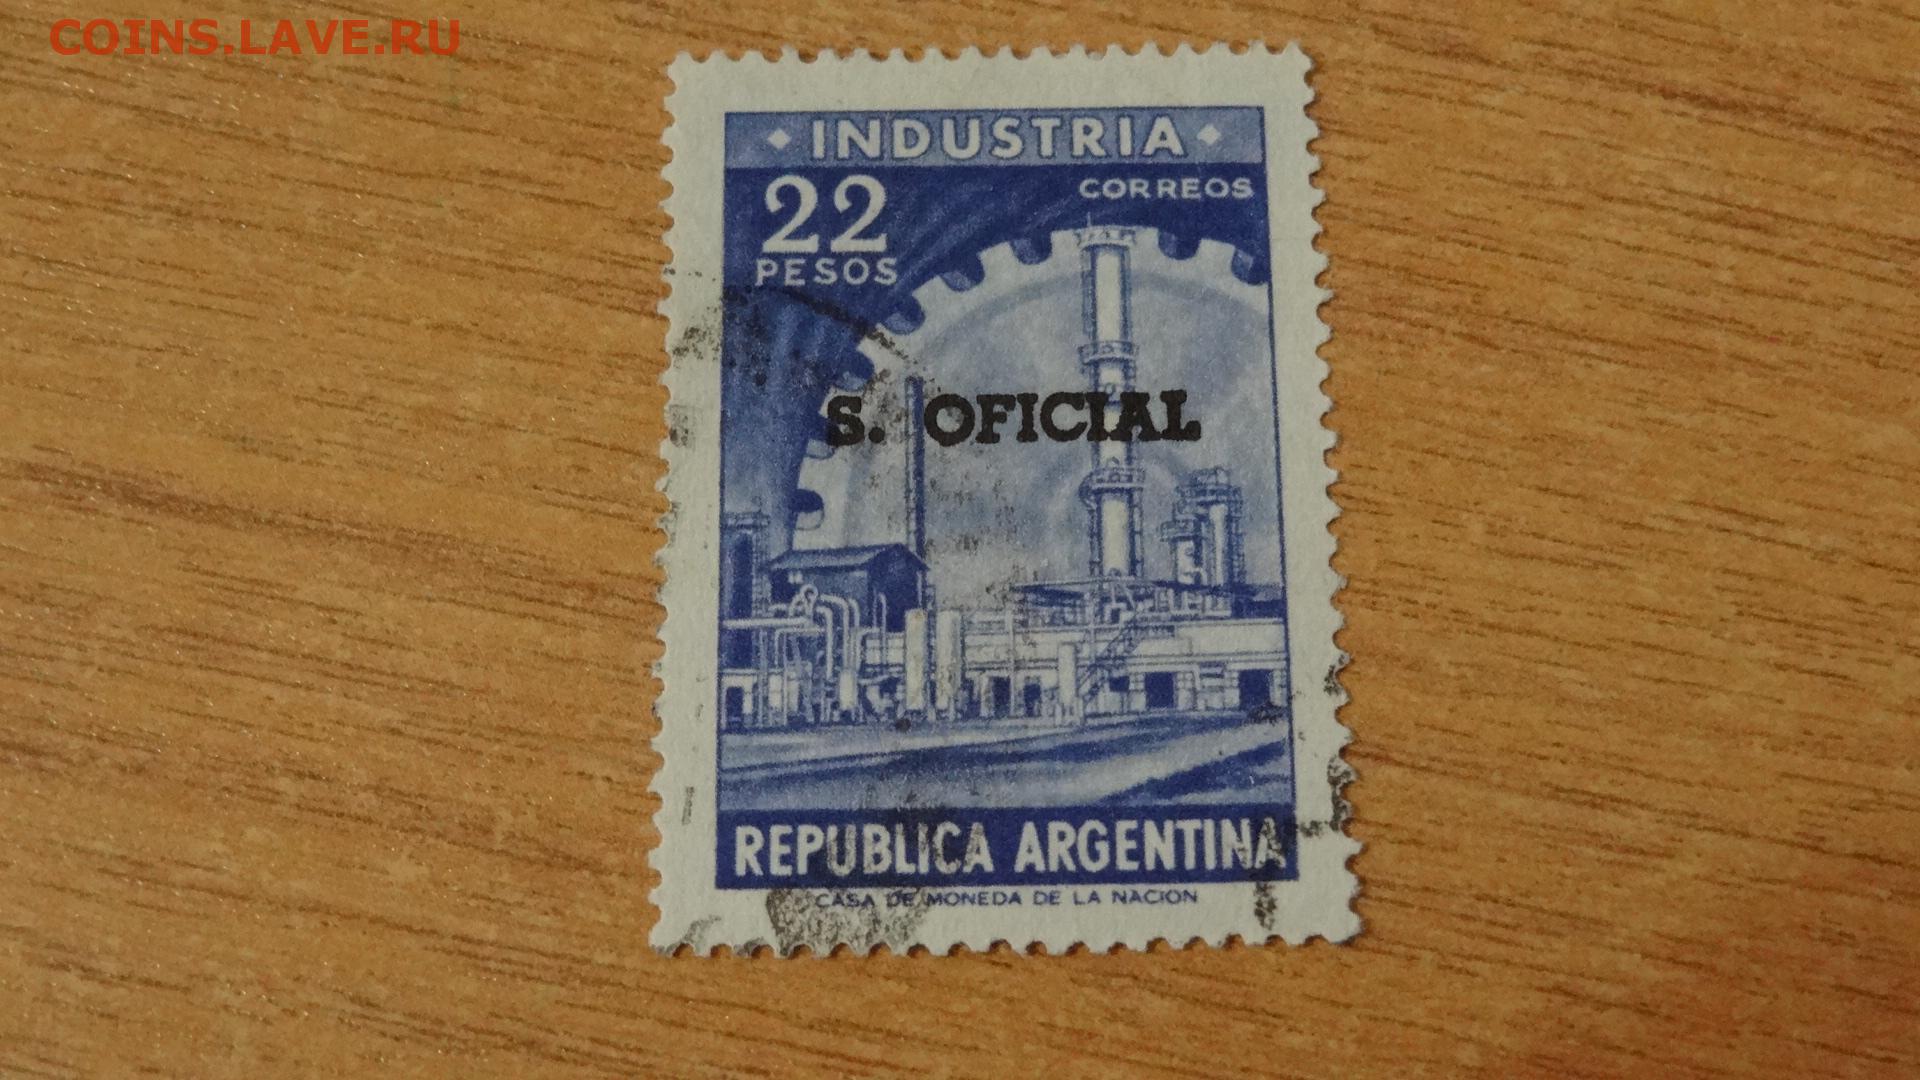 COINS.LAVE.RU
INDUSTRIA
22
CORREOS
PESOS
S. OFICIAL
REPUBLICA ARGENTINA
CASA DE MONEDA DE LA NACION